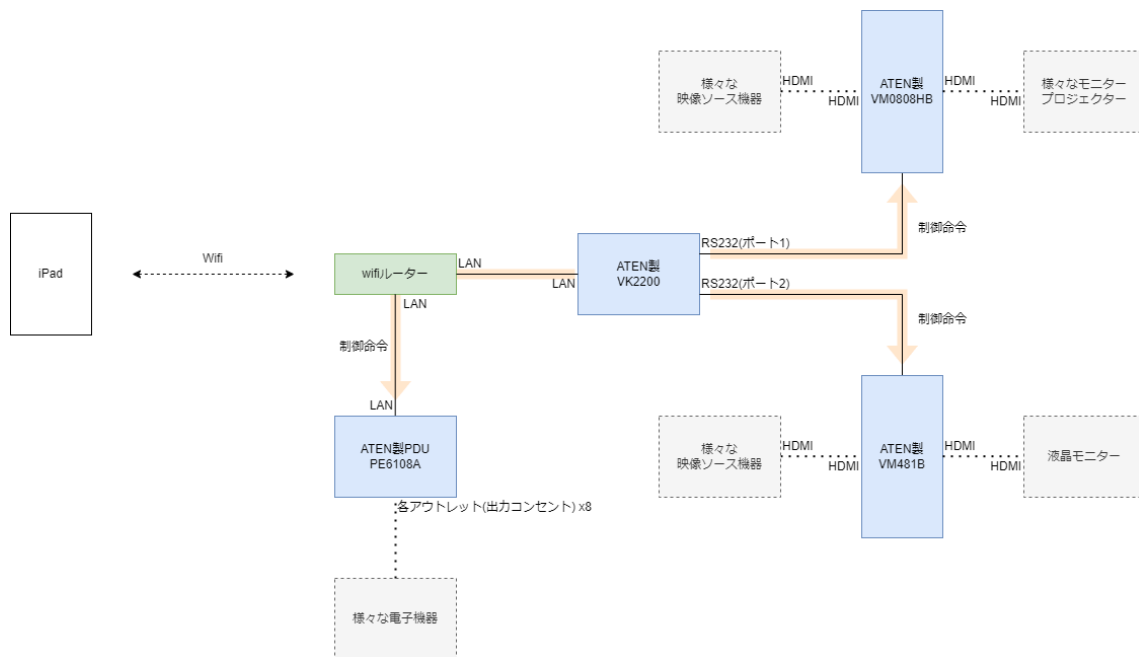 様々な
映像ソース機器
HDMI
HDMI
ATEN製
VM0808HB
HDMI
HDMI
様々なモニター
プロジェクター
制御命令
iPad
Wifi
wifiルーター
LAN
LAN
ATEN製
VK2200
RS232(ポート1)
RS232(ポート2)
LAN
制御命令
制御命令
LAN
ATEN製PDU
PE6108A
各アウトレット(出力コンセント) x8
様々な電子機器
様々な
映像ソース機器
HDMI
HDMI
ATEN製
VM481B
HDMI
HDMI
液晶モニター